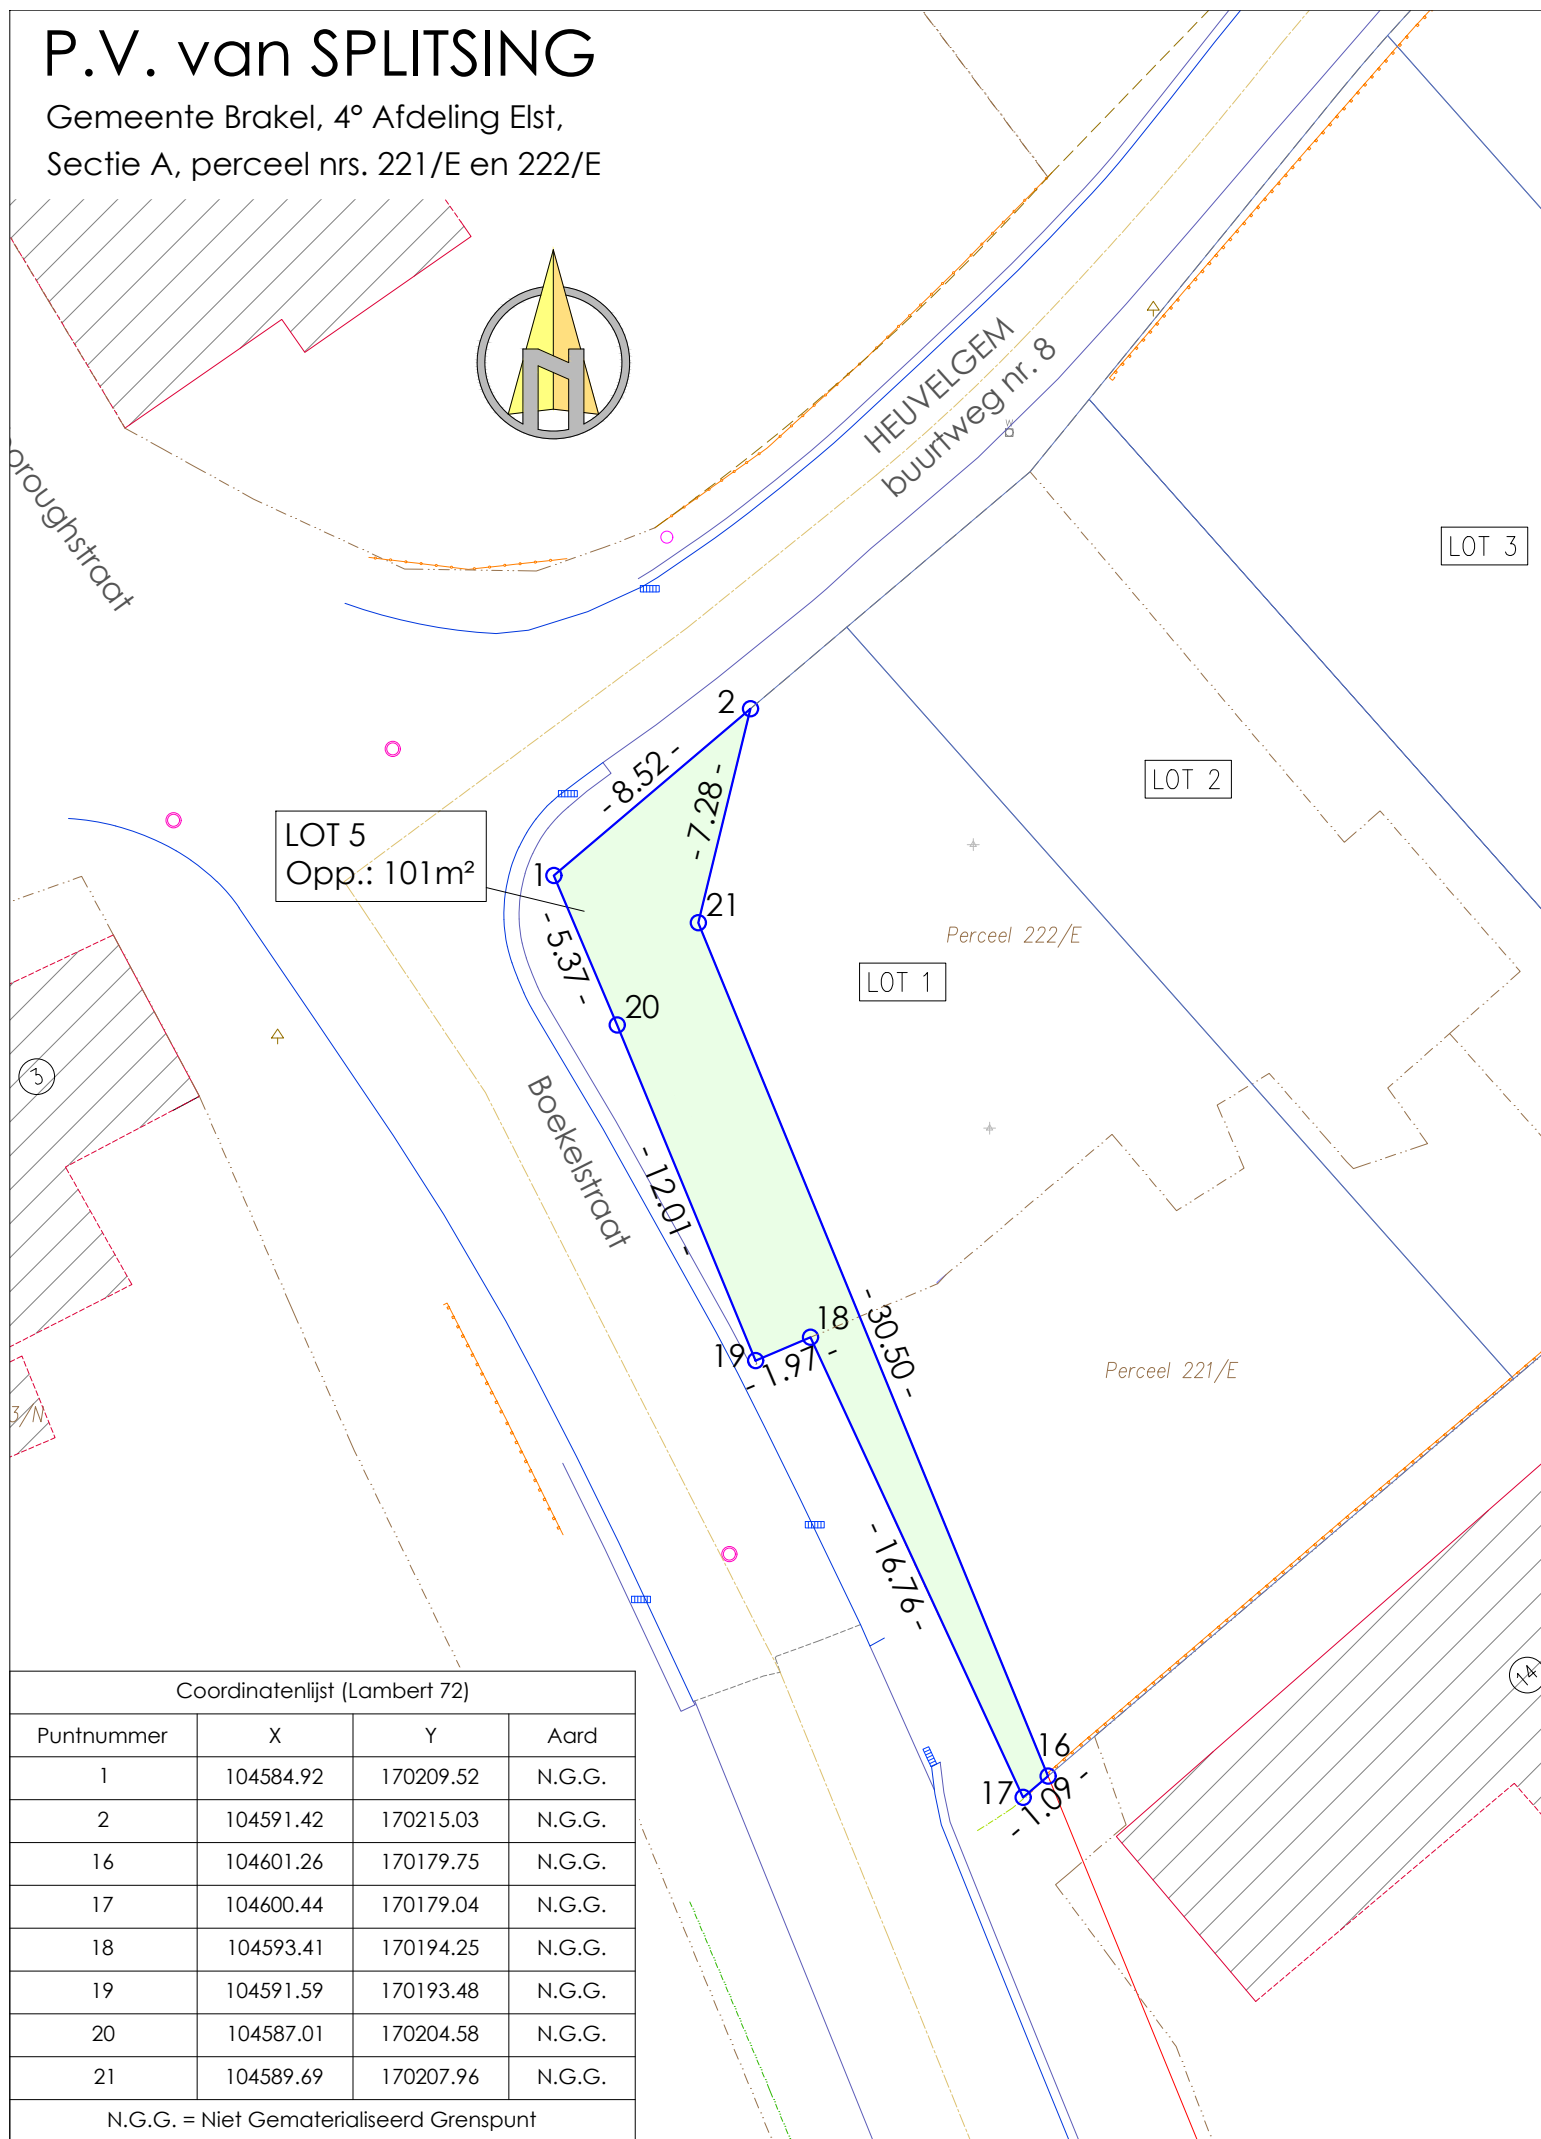 P.V. van SPLITSING
Gemeente Brakel, 4° Afdeling Elst,
Sectie A, perceel nrs. 221/E en 222/E
HEUVELGEM
buurtweg nr. 8
W
oroughstraat
LOT 3
LOT 2
2
- 8.52 -
- 7.28 -
LOT 5
Opp.: 101m²
1
21
- 5.37 -
20
Perceel 222/E
LOT 1
3
Boekelstraat
- 12.01 -
18
19
- 1.97 -
- 30.50 -
Perceel 221/E
3/N
- 16.76 -
16
17
- 1.09 -
14
Coordinatenlijst (Lambert 72)
Puntnummer X Y Aard
1 104584.92 170209.52 N.G.G.
2 104591.42 170215.03 N.G.G.
16 104601.26 170179.75 N.G.G.
17 104600.44 170179.04 N.G.G.
18 104593.41 170194.25 N.G.G.
19 104591.59 170193.48 N.G.G.
20 104587.01 170204.58 N.G.G.
21 104589.69 170207.96 N.G.G.
N.G.G. = Niet Gematerialiseerd Grenspunt